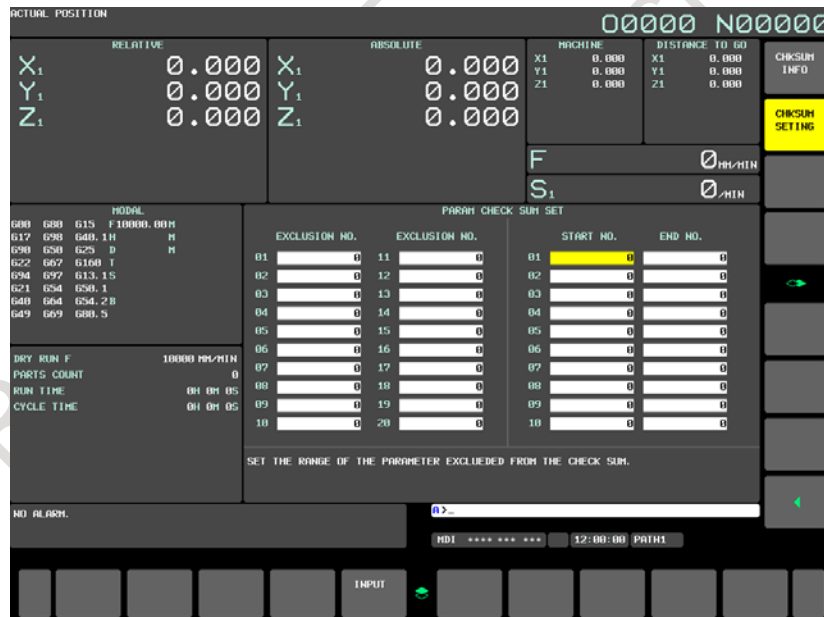 ACTUAL POSITION
O0000 N00000
RELATIVE
X1 0.000
Y1 0.000
Z1 0.000
ABSOLUTE
X1 0.000
Y1 0.000
Z1 0.000
MACHINE
X1 0.000
Y1 0.000
Z1 0.000
DISTANCE TO GO
X1 0.000
Y1 0.000
Z1 0.000
F 0 MM/MIN
S1 0 /MIN
CHKSUM
INFO
CHKSUM
SETING
MODAL
G00 G80 G15 F10000.00M
G17 G98 G40.1H M
G90 G50 G25 D M
G22 G67 G160 T
G94 G97 G13.1S
G21 G54 G50.1
G40 G64 G54.2B
G49 G69 G80.5
DRY RUN F 10000 MM/MIN
PARTS COUNT 0
RUN TIME 0H 0M 0S
CYCLE TIME 0H 0M 0S
PARAM CHECK SUM SET
EXCLUSION NO. EXCLUSION NO. START NO. END NO.
01 0 11 0 01 0 0
02 0 12 0 02 0 0
03 0 13 0 03 0 0
04 0 14 0 04 0 0
05 0 15 0 05 0 0
06 0 16 0 06 0 0
07 0 17 0 07 0 0
08 0 18 0 08 0 0
09 0 19 0 09 0 0
10 0 20 0 10 0 0
SET THE RANGE OF THE PARAMETER EXCLUEDED FROM THE CHECK SUM.
NO ALARM.
A>_
MDI **** *** *** 12:00:00 PATH1
INPUT